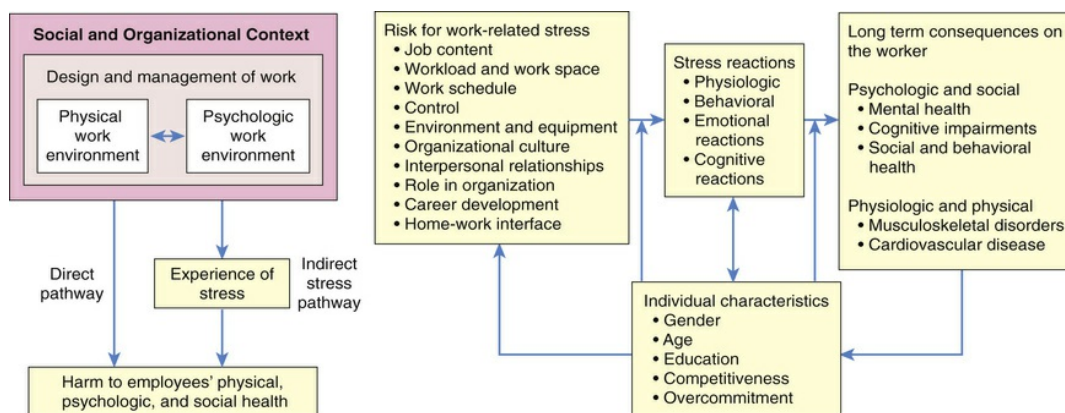 Social and Organizational Context
Design and management of work
Physical
work
environment
Psychologic
work
environment
Direct
pathway
Experience of
stress
Indirect
stress
pathway
Harm to employees' physical,
psychologic, and social health
Risk for work-related stress
• Job content
• Workload and work space
• Work schedule
• Control
• Environment and equipment
• Organizational culture
• Interpersonal relationships
• Role in organization
• Career development
• Home-work interface
Stress reactions
• Physiologic
• Behavioral
• Emotional
reactions
• Cognitive
reactions
Long term consequences on
the worker
Psychologic and social
• Mental health
• Cognitive impairments
• Social and behavioral
health
Physiologic and physical
• Musculoskeletal disorders
• Cardiovascular disease
Individual characteristics
• Gender
• Age
• Education
• Competitiveness
• Overcommitment